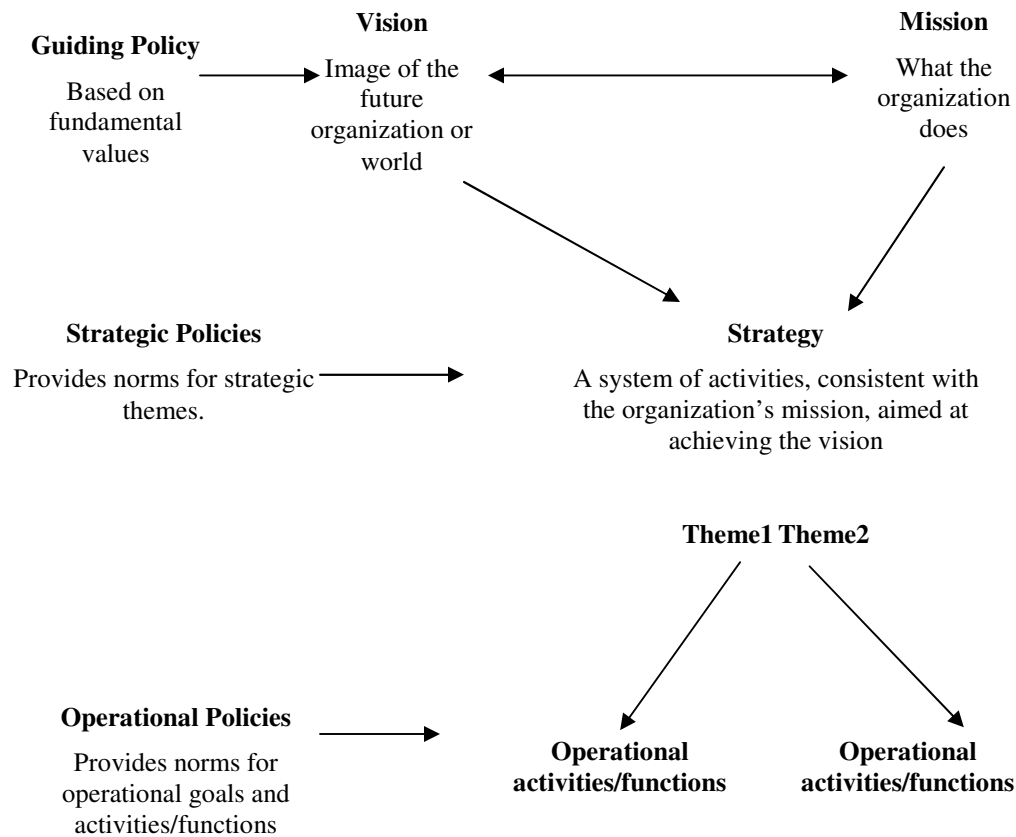 Guiding Policy
Based on
fundamental
values
Vision
Image of the
future
organization or
world
Mission
What the
organization
does
Strategic Policies
Provides norms for strategic
themes.
Strategy
A system of activities, consistent with
the organization’s mission, aimed at
achieving the vision
Theme1 Theme2
Operational Policies
Provides norms for
operational goals and
activities/functions
Operational
activities/functions
Operational
activities/functions